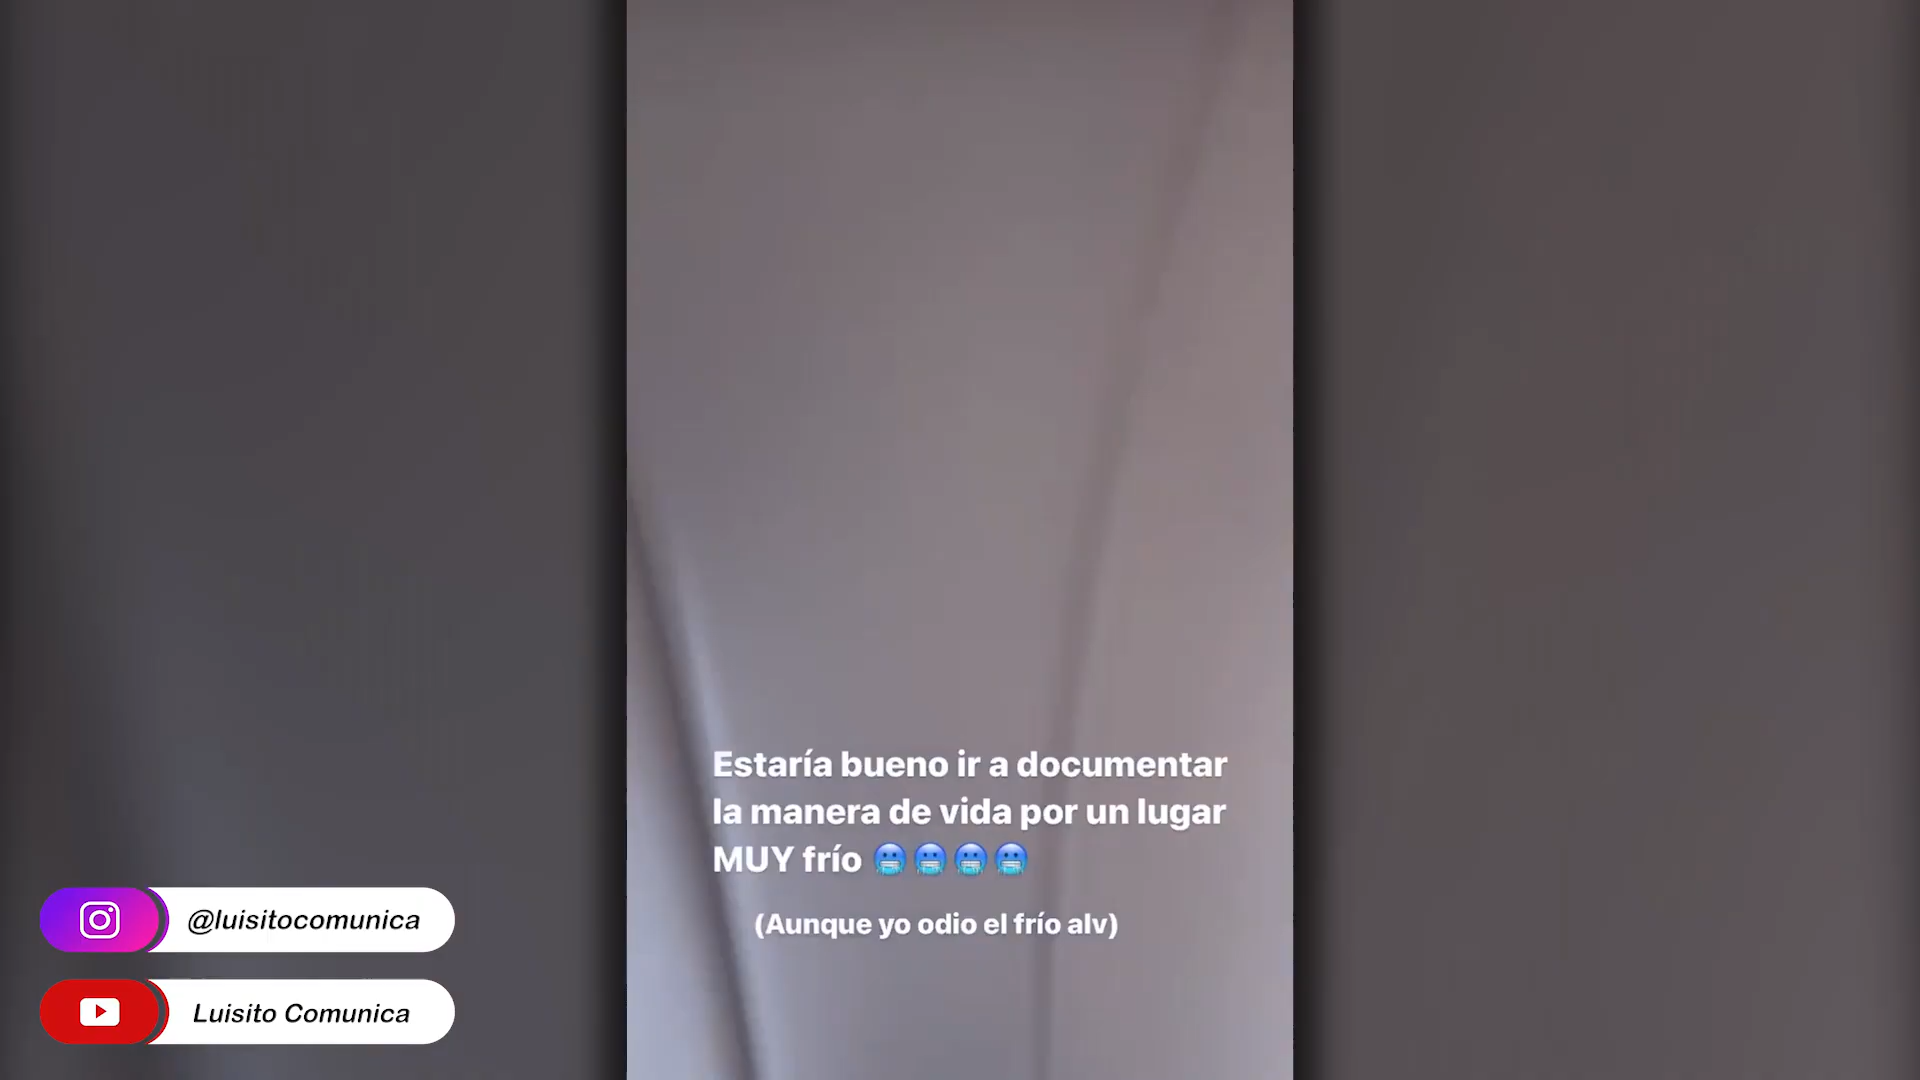 Estaría bueno ir a documentar
la manera de vida por un lugar
MUY frío 🥶🥶🥶🥶
(Aunque yo odio el frío alv)
@luisitocomunica
Luisito Comunica